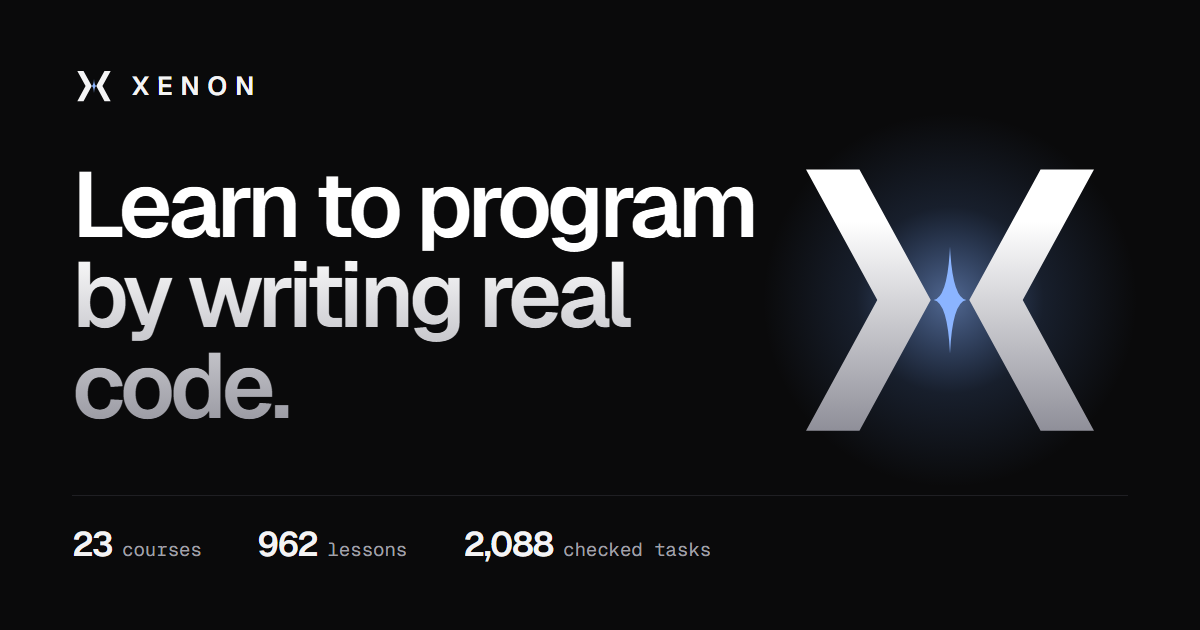 XENON
Learn to program
by writing real
code.
23 courses 962 lessons 2,088 checked tasks